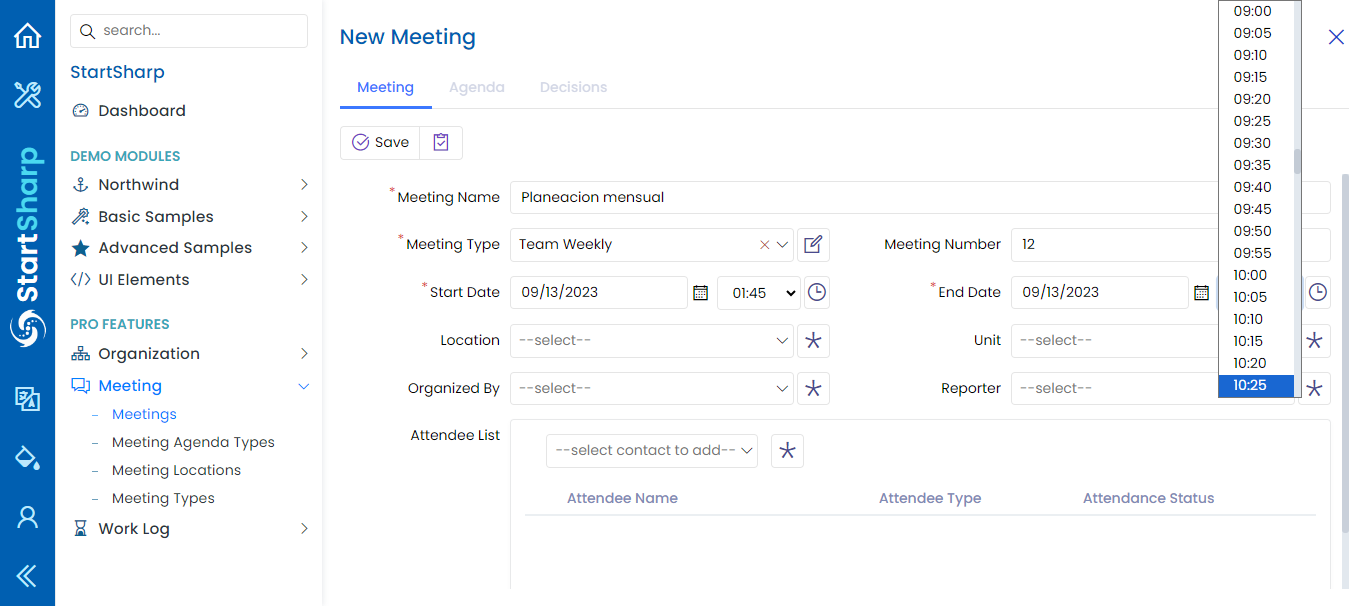 StartSharp
search...
StartSharp
Dashboard
DEMO MODULES
Northwind
Basic Samples
Advanced Samples
UI Elements
PRO FEATURES
Organization
Meeting
– Meetings
– Meeting Agenda Types
– Meeting Locations
– Meeting Types
Work Log
New Meeting
Meeting Agenda Decisions
Save
*Meeting Name Planeacion mensual
*Meeting Type Team Weekly Meeting Number 12
*Start Date 09/13/2023 01:45 *End Date 09/13/2023
Location --select-- Unit --select--
Organized By --select-- Reporter --select--
Attendee List
--select contact to add--
Attendee Name Attendee Type Attendance Status
09:00
09:05
09:10
09:15
09:20
09:25
09:30
09:35
09:40
09:45
09:50
09:55
10:00
10:05
10:10
10:15
10:20
10:25